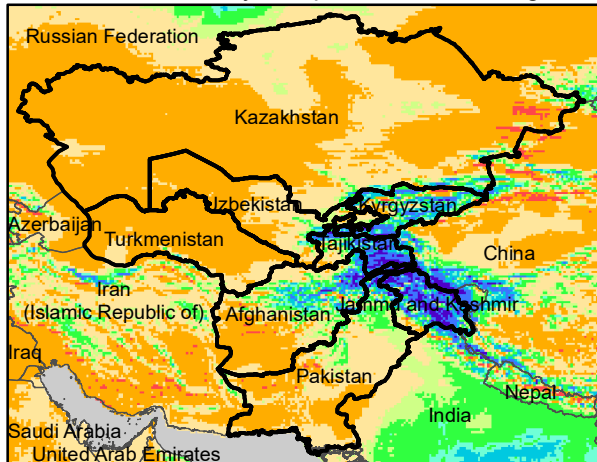 Russian Federation
Kazakhstan
Uzbekistan
Kyrgyzstan
Azerbaijan
Turkmenistan
Tajikistan
China
Iran
(Islamic Republic of)
Afghanistan
Jammu and Kashmir
Iraq
Pakistan
Nepal
India
Saudi Arabia
United Arab Emirates